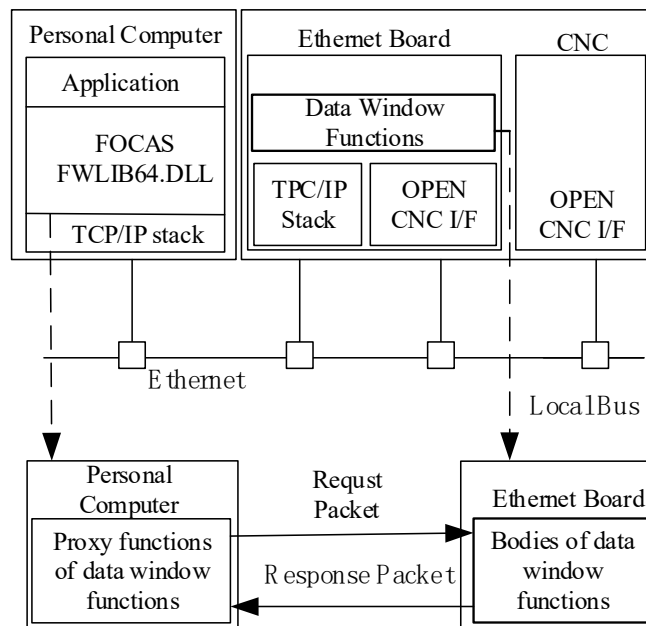 Personal Computer
Application
FOCAS
FWLIB64.DLL
TCP/IP stack
Ethernet Board
Data Window
Functions
TPC/IP
Stack
OPEN
CNC I/F
CNC
OPEN
CNC I/F
Ethernet
LocalBus
Personal
Computer
Proxy functions
of data window
functions
Requst
Packet
Response Packet
Ethernet Board
Bodies of data
window
functions